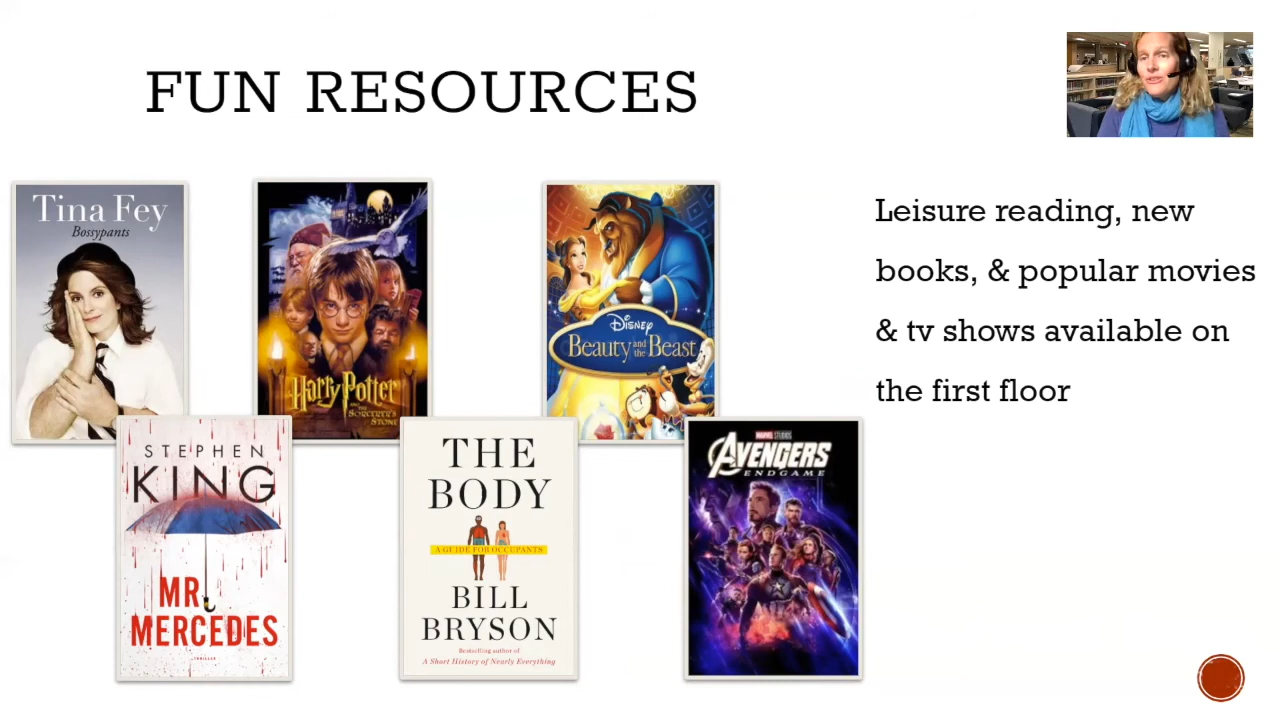 FUN RESOURCES
Tina Fey
Bossypants
Harry Potter
AND THE
SORCERER'S
STONE
DISNEY
Beauty and the Beast
Leisure reading, new
books, & popular movies
& tv shows available on
the first floor
STEPHEN
KING
MR.
MERCEDES
THE
BODY
A GUIDE FOR OCCUPANTS
BILL
BRYSON
Bestselling author of
A Short History of Nearly Everything
MARVEL STUDIOS
AVENGERS
ENDGAME